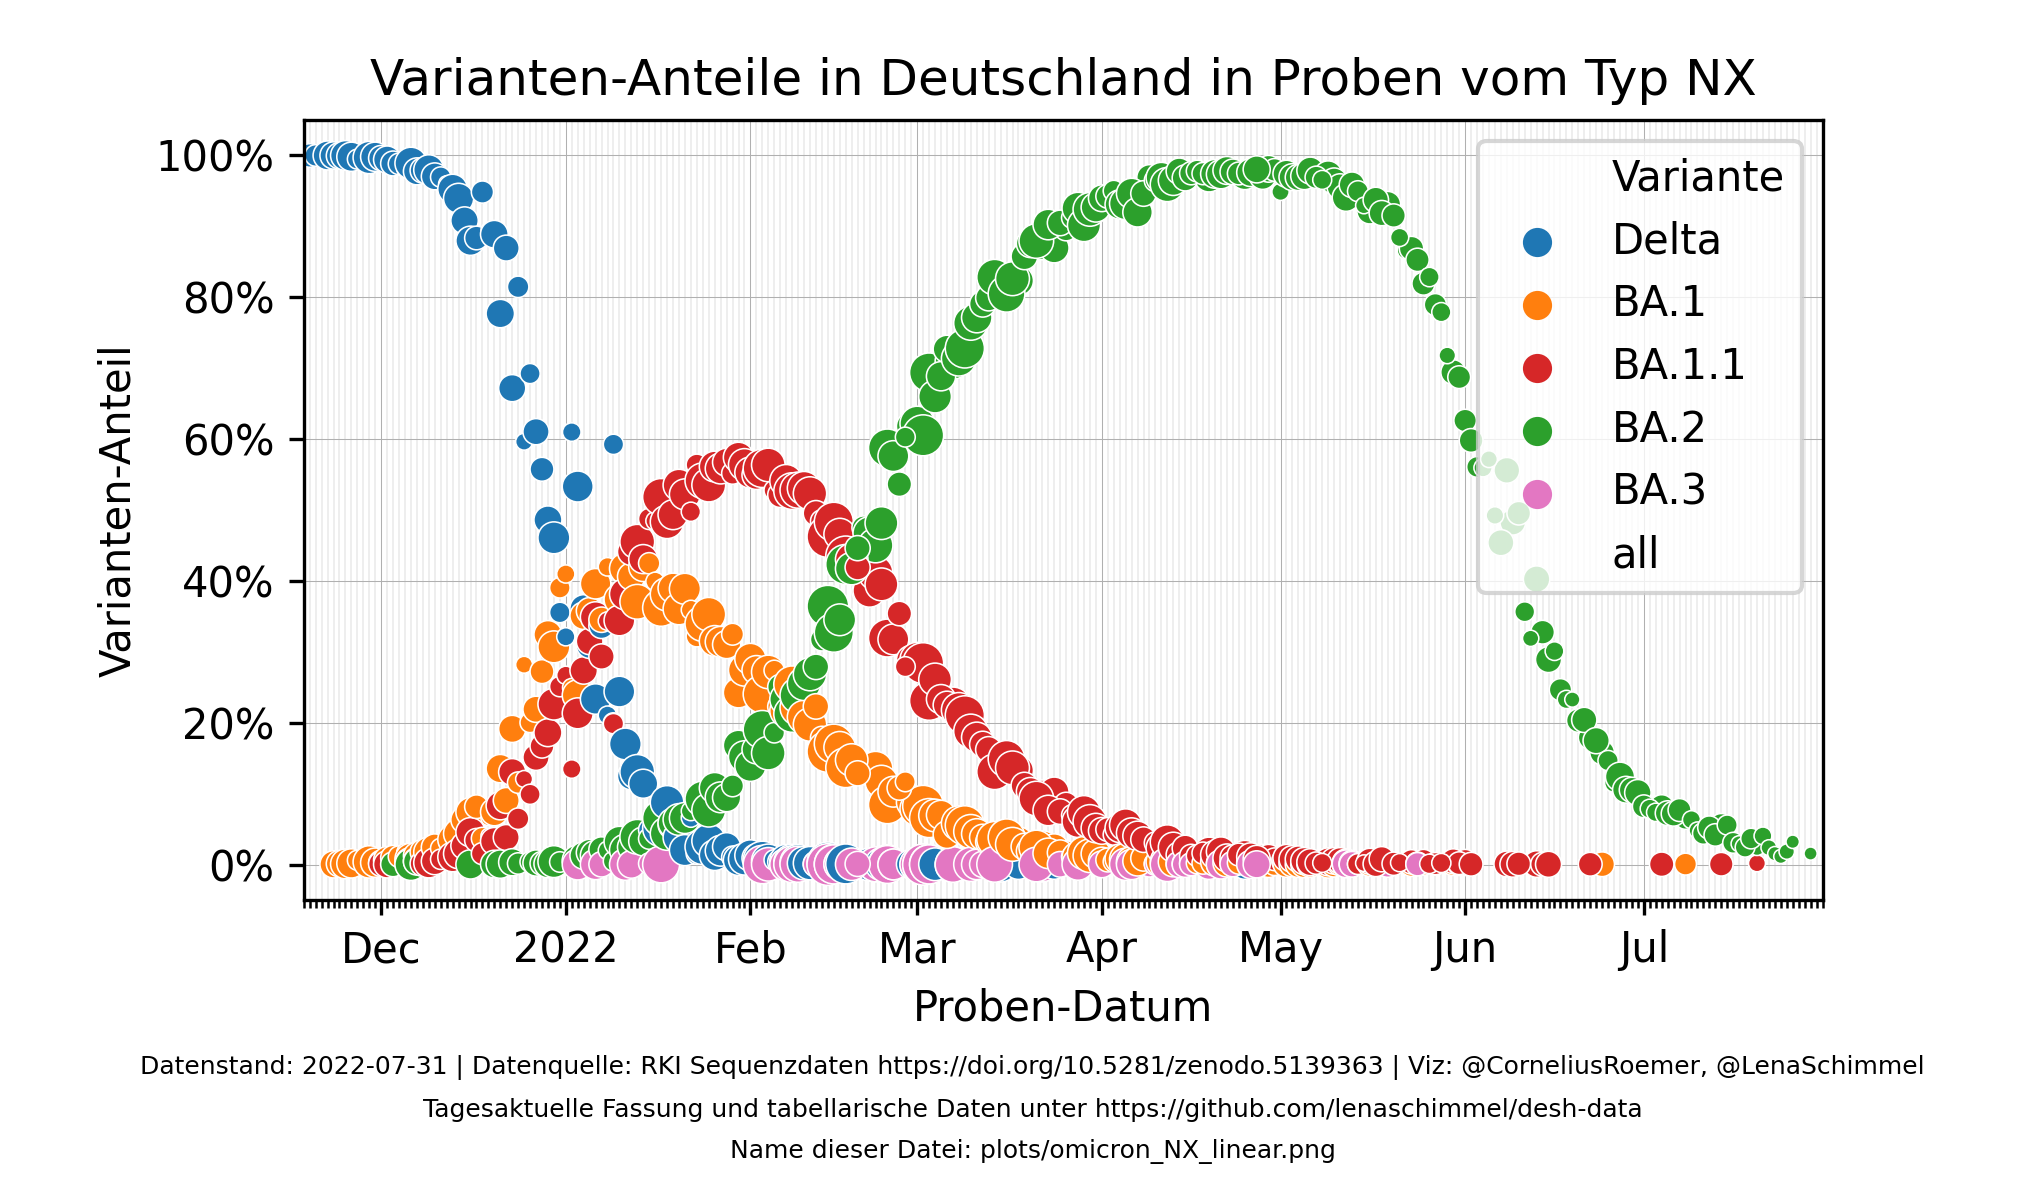 Varianten-Anteile in Deutschland in Proben vom Typ NX
Varianten-Anteil
100%
80%
60%
40%
20%
0%
Variante
Delta
BA.1
BA.1.1
BA.2
BA.3
all
Dec 2022 Feb Mar Apr May Jun Jul
Proben-Datum
Datenstand: 2022-07-31 | Datenquelle: RKI Sequenzdaten https://doi.org/10.5281/zenodo.5139363 | Viz: @CorneliusRoemer, @LenaSchimmel
Tagesaktuelle Fassung und tabellarische Daten unter https://github.com/lenaschimmel/desh-data
Name dieser Datei: plots/omicron_NX_linear.png